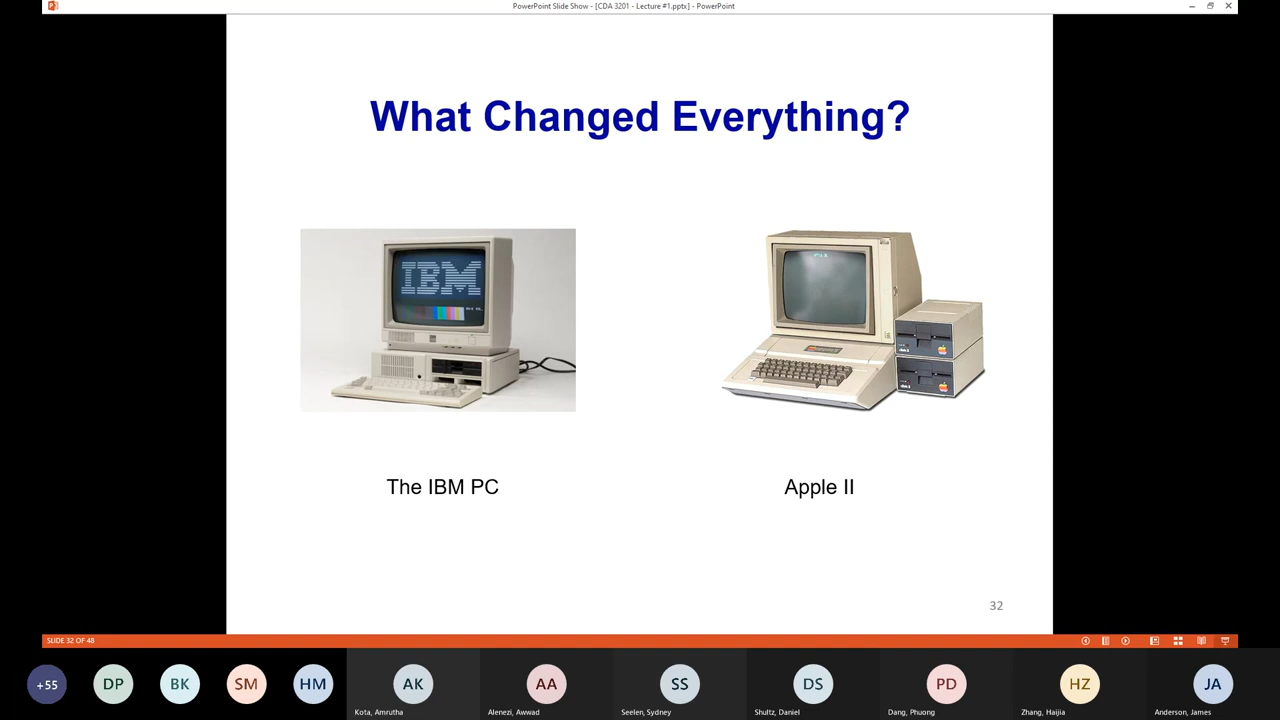 PowerPoint Slide Show - [CDA 3201 - Lecture #1.pptx] - PowerPoint
What Changed Everything?
IBM
The IBM PC
Apple II
32
SLIDE 32 OF 48
+55
DP
BK
SM
HM
AK
AA
SS
DS
PD
HZ
JA
Kota, Amrutha
Alenezi, Awwad
Seelen, Sydney
Shultz, Daniel
Dang, Phuong
Zhang, Haijia
Anderson, James